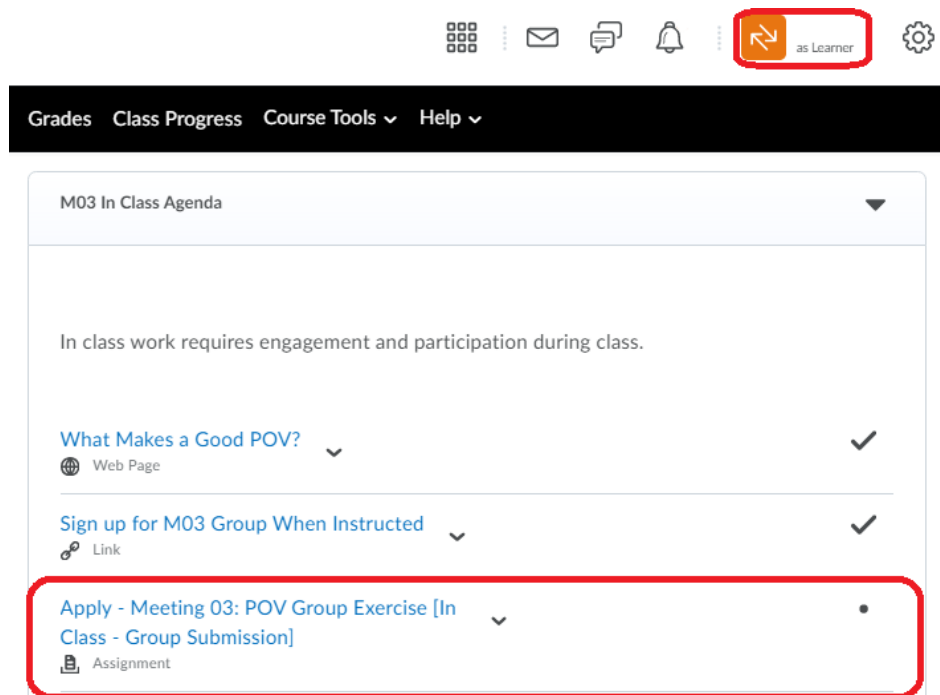 as Learner
Grades Class Progress Course Tools Help
M03 In Class Agenda
In class work requires engagement and participation during class.
What Makes a Good POV?
Web Page
Sign up for M03 Group When Instructed
Link
Apply - Meeting 03: POV Group Exercise [In
Class - Group Submission]
Assignment